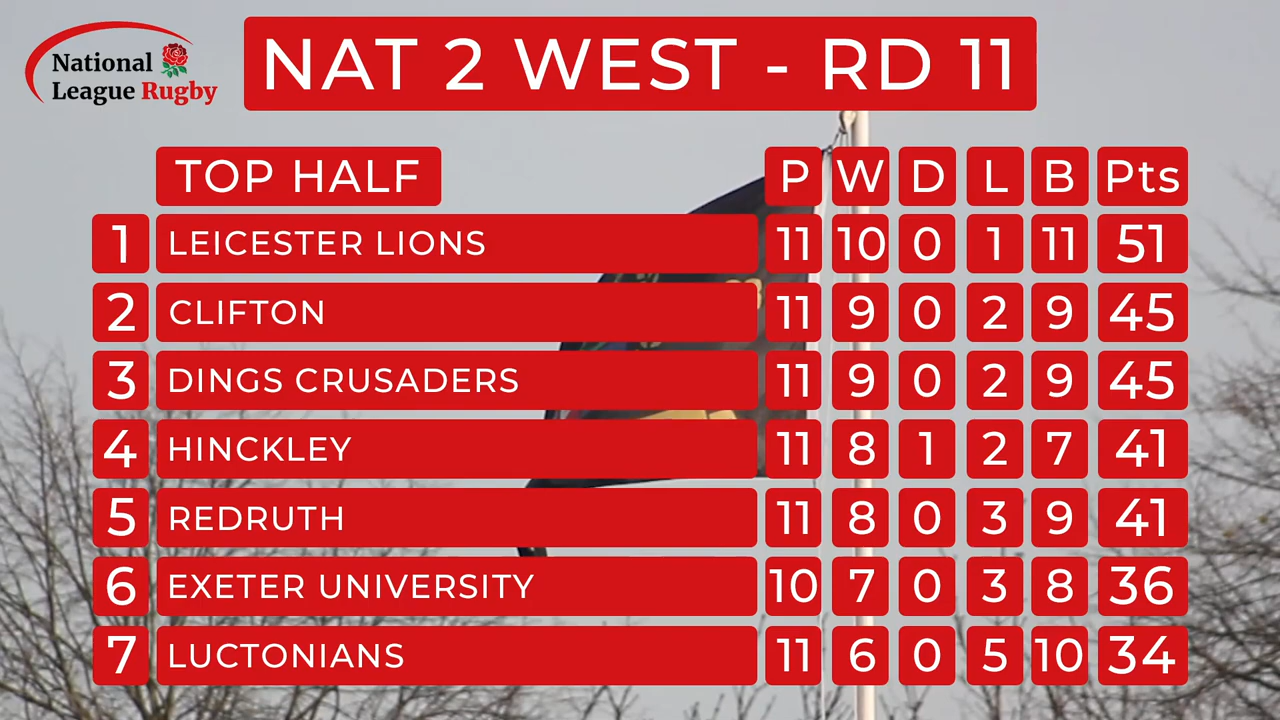 National
League Rugby
NAT 2 WEST - RD 11
TOP HALF P W D L B Pts
1 LEICESTER LIONS 11 10 0 1 11 51
2 CLIFTON 11 9 0 2 9 45
3 DINGS CRUSADERS 11 9 0 2 9 45
4 HINCKLEY 11 8 1 2 7 41
5 REDRUTH 11 8 0 3 9 41
6 EXETER UNIVERSITY 10 7 0 3 8 36
7 LUCTONIANS 11 6 0 5 10 34